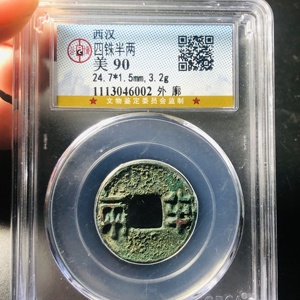 西汉
四铢半两
美 90
24.7*1.5mm,3.2g
1113046002 外 廓
★ 文物鉴定委员会监制 ★
半两